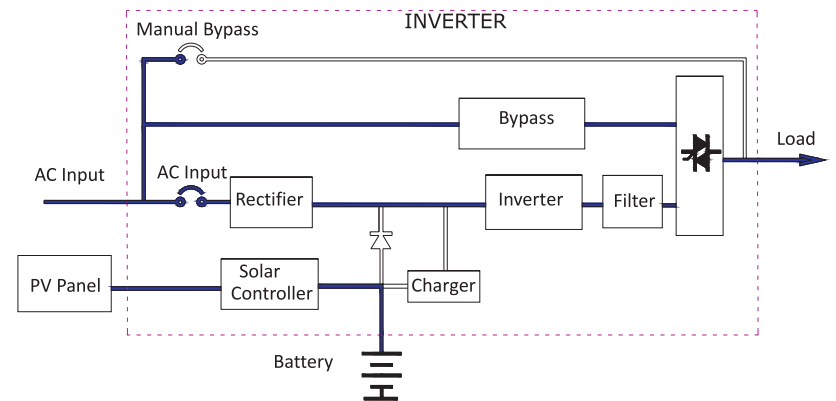 INVERTER
Manual Bypass
Bypass
Load
AC Input
AC Input
Rectifier
Inverter
Filter
PV Panel
Solar
Controller
Charger
Battery